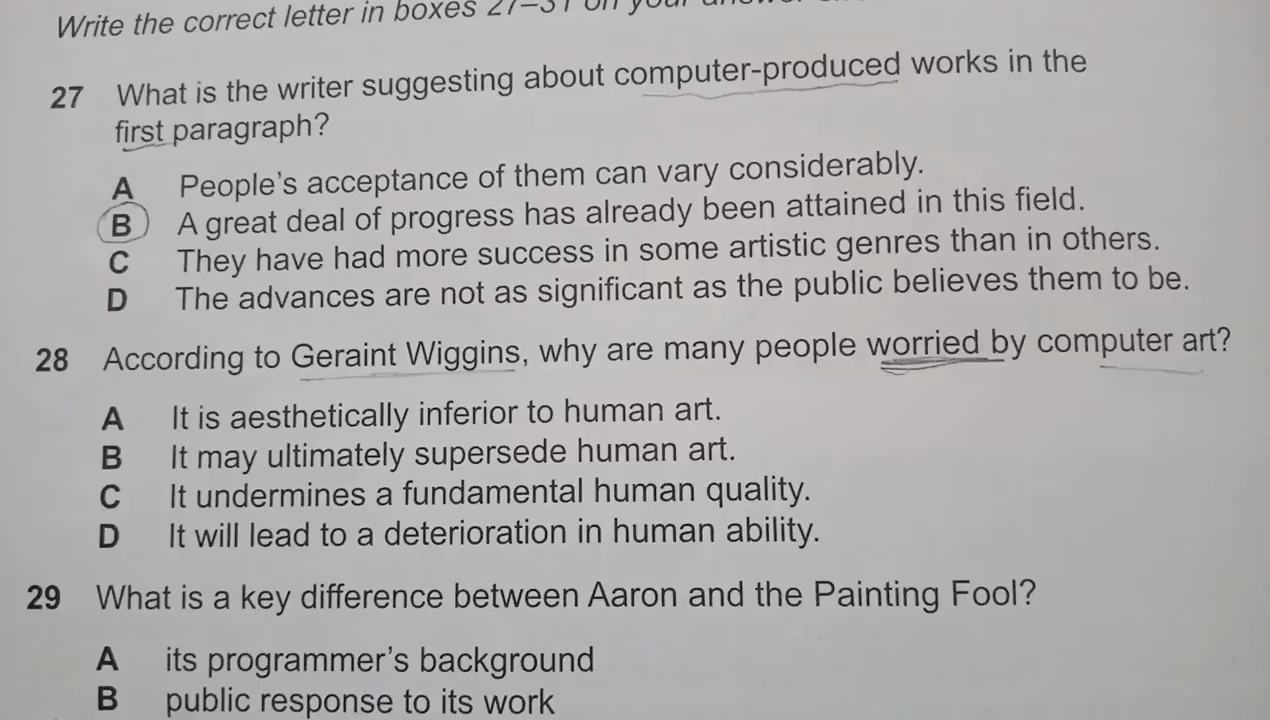 Write the correct letter in boxes 27–31 on your answer
27 What is the writer suggesting about computer-produced works in the
first paragraph?
A People's acceptance of them can vary considerably.
B A great deal of progress has already been attained in this field.
C They have had more success in some artistic genres than in others.
D The advances are not as significant as the public believes them to be.
28 According to Geraint Wiggins, why are many people worried by computer art?
A It is aesthetically inferior to human art.
B It may ultimately supersede human art.
C It undermines a fundamental human quality.
D It will lead to a deterioration in human ability.
29 What is a key difference between Aaron and the Painting Fool?
A its programmer's background
B public response to its work